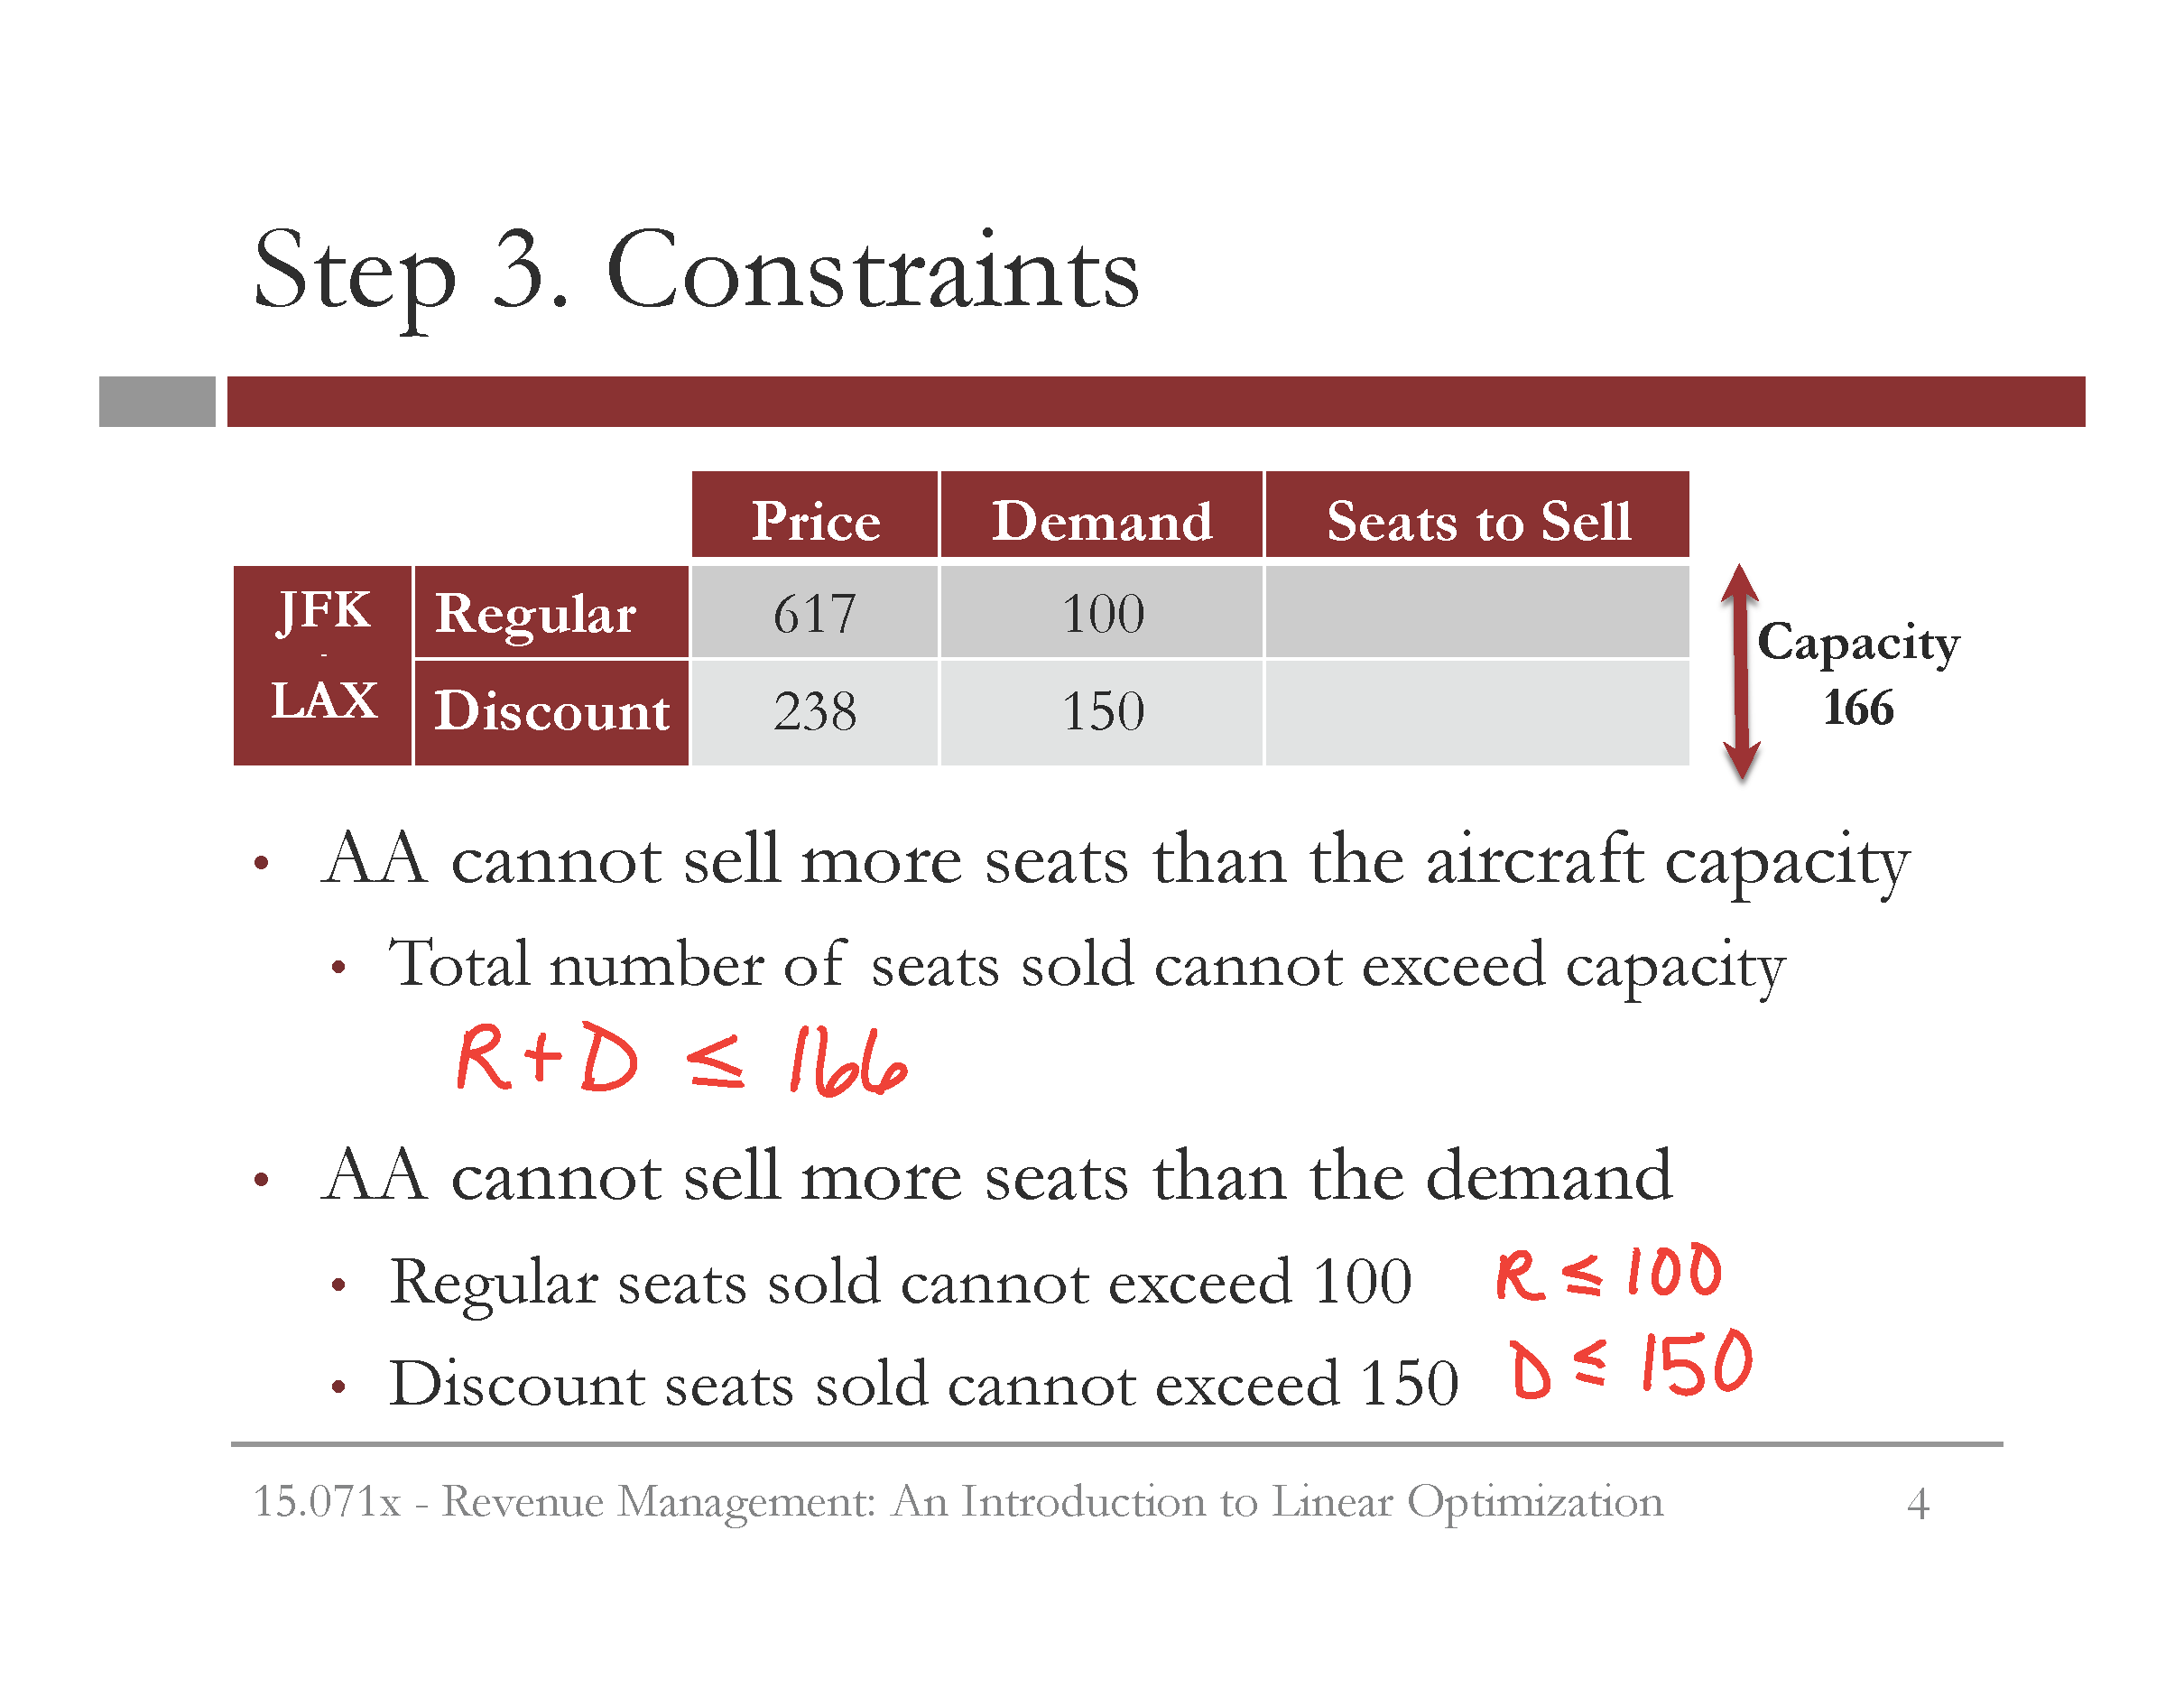 Step 3. Constraints
Price Demand Seats to Sell
JFK - LAX
Regular 617 100
Discount 238 150
Capacity
166
• AA cannot sell more seats than the aircraft capacity
• Total number of seats sold cannot exceed capacity
R+D ≤ 166
• AA cannot sell more seats than the demand
• Regular seats sold cannot exceed 100 R ≤ 100
• Discount seats sold cannot exceed 150 D ≤ 150
15.071x - Revenue Management: An Introduction to Linear Optimization 4